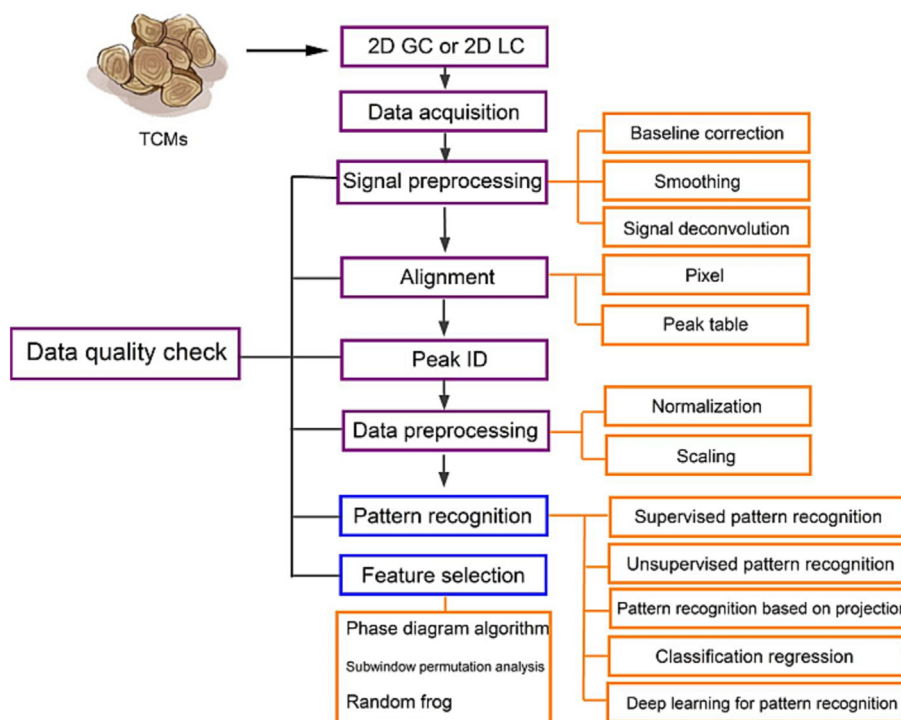 2D GC or 2D LC
TCMs
Data acquisition
Baseline correction
Signal preprocessing
Smoothing
Signal deconvolution
Alignment
Pixel
Peak table
Data quality check
Peak ID
Data preprocessing
Normalization
Scaling
Pattern recognition
Supervised pattern recognition
Unsupervised pattern recognition
Feature selection
Pattern recognition based on projection
Phase diagram algorithm
Subwindow permutation analysis
Random frog
Classification regression
Deep learning for pattern recognition